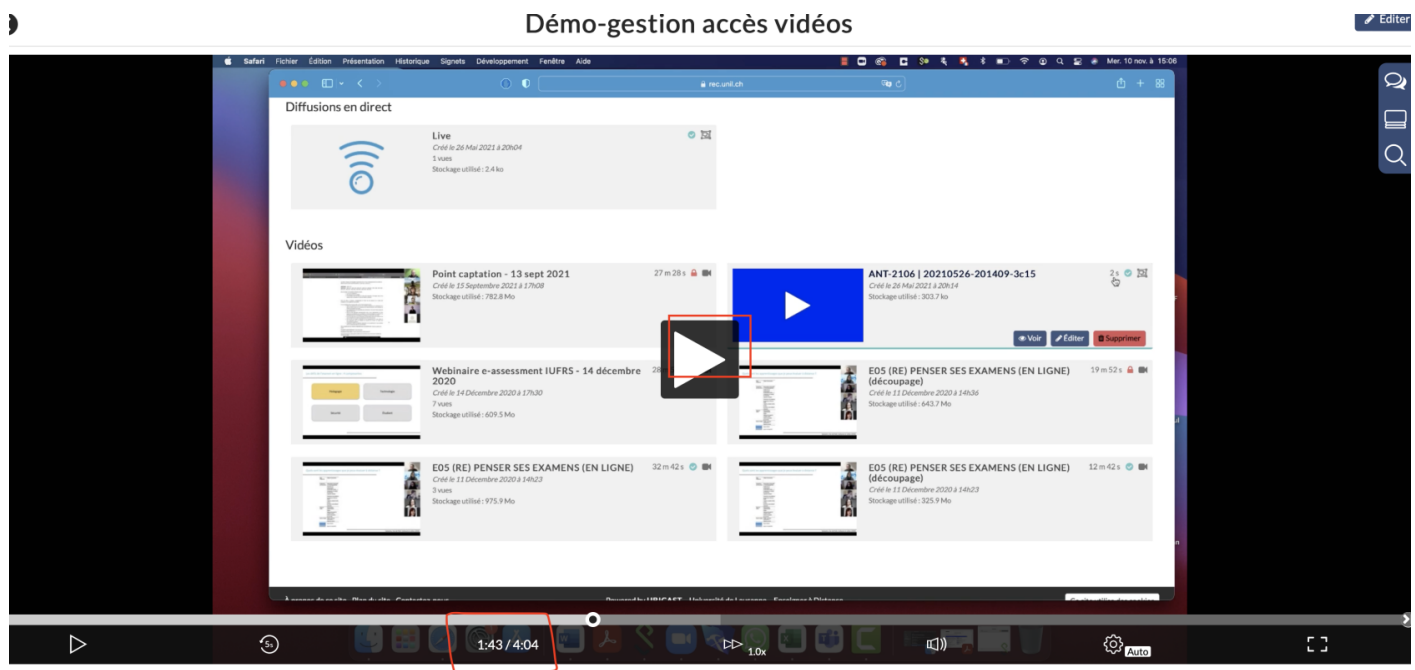 Démo-gestion accès vidéos
Éditer
Safari Fichier Édition Présentation Historique Signets Développement Fenêtre Aide
Mer. 10 nov. à 15:06
rec.unil.ch
Diffusions en direct
Live
Créé le 26 Mai 2021 à 20h04
1 vues
Stockage utilisé : 2.4 ko
Vidéos
Point captation - 13 sept 2021
27 m 28 s
Créé le 15 Septembre 2021 à 17h08
Stockage utilisé : 782.8 Mo
ANT-2106 | 20210526-201409-3c15
2 s
Créé le 26 Mai 2021 à 20h14
Stockage utilisé : 303.7 ko
Voir
Éditer
Supprimer
Webinaire e-assessment IUFRS - 14 décembre
2020
Créé le 14 Décembre 2020 à 17h30
7 vues
Stockage utilisé : 609.5 Mo
E05 (RE) PENSER SES EXAMENS (EN LIGNE)
(découpage)
19 m 52 s
Créé le 11 Décembre 2020 à 14h36
Stockage utilisé : 643.7 Mo
E05 (RE) PENSER SES EXAMENS (EN LIGNE)
32 m 42 s
Créé le 11 Décembre 2020 à 14h23
3 vues
Stockage utilisé : 975.9 Mo
E05 (RE) PENSER SES EXAMENS (EN LIGNE)
(découpage)
12 m 42 s
Créé le 11 Décembre 2020 à 14h23
Stockage utilisé : 325.9 Mo
5s
1:43 / 4:04
1.0x
Auto